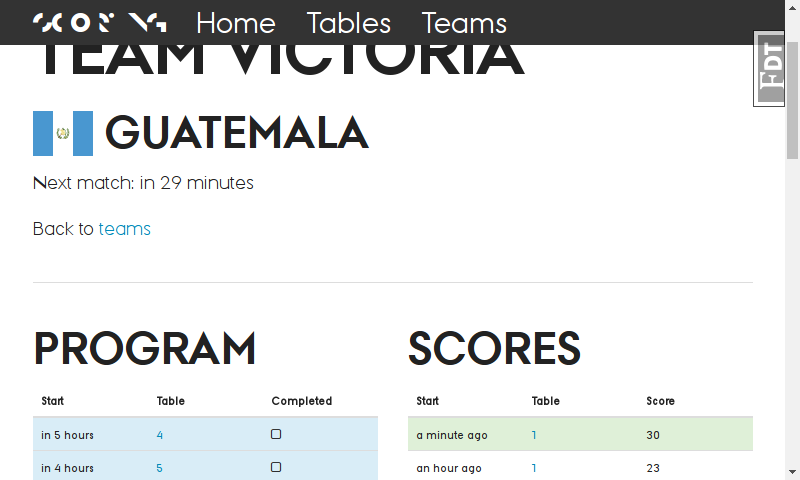 SCORING Home Tables Teams
FDT
TEAM VICTORIA
GUATEMALA
Next match: in 29 minutes
Back to teams
PROGRAM
Start Table Completed
in 5 hours 4
in 4 hours 5
SCORES
Start Table Score
a minute ago 1 30
an hour ago 1 23